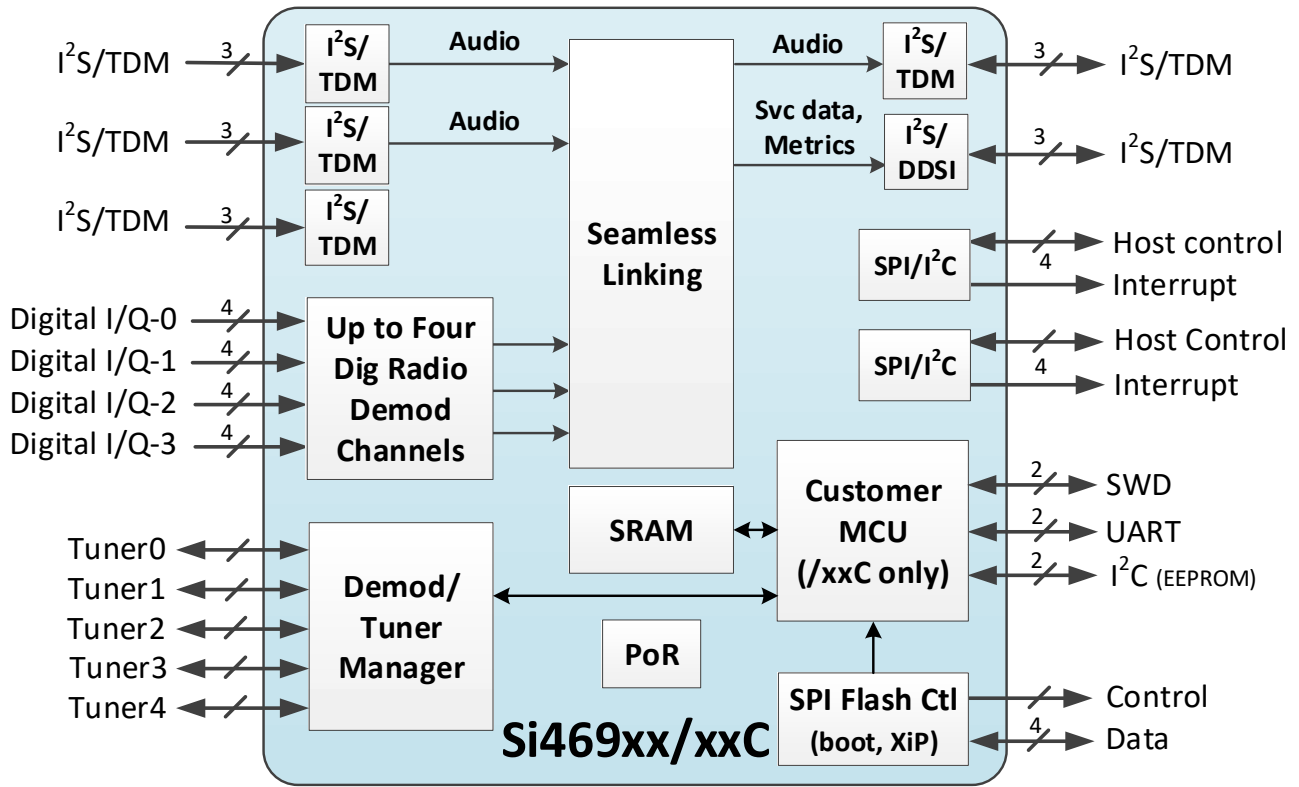 I²S/TDM
3
I²S/
TDM
Audio
I²S/TDM
3
I²S/
TDM
Audio
I²S/TDM
3
I²S/
TDM
Digital I/Q-0
4
Digital I/Q-1
4
Digital I/Q-2
4
Digital I/Q-3
4
Up to Four
Dig Radio
Demod
Channels
Tuner0
Tuner1
Tuner2
Tuner3
Tuner4
Demod/
Tuner
Manager
Seamless
Linking
SRAM
PoR
Audio
I²S/
TDM
3
I²S/TDM
Svc data,
Metrics
I²S/
DDSI
3
I²S/TDM
SPI/I²C
Host control
4
Interrupt
SPI/I²C
Host Control
4
Interrupt
Customer
MCU
(/xxC only)
2
SWD
2
UART
2
I²C (EEPROM)
SPI Flash Ctl
(boot, XiP)
Control
4
Data
Si469xx/xxC